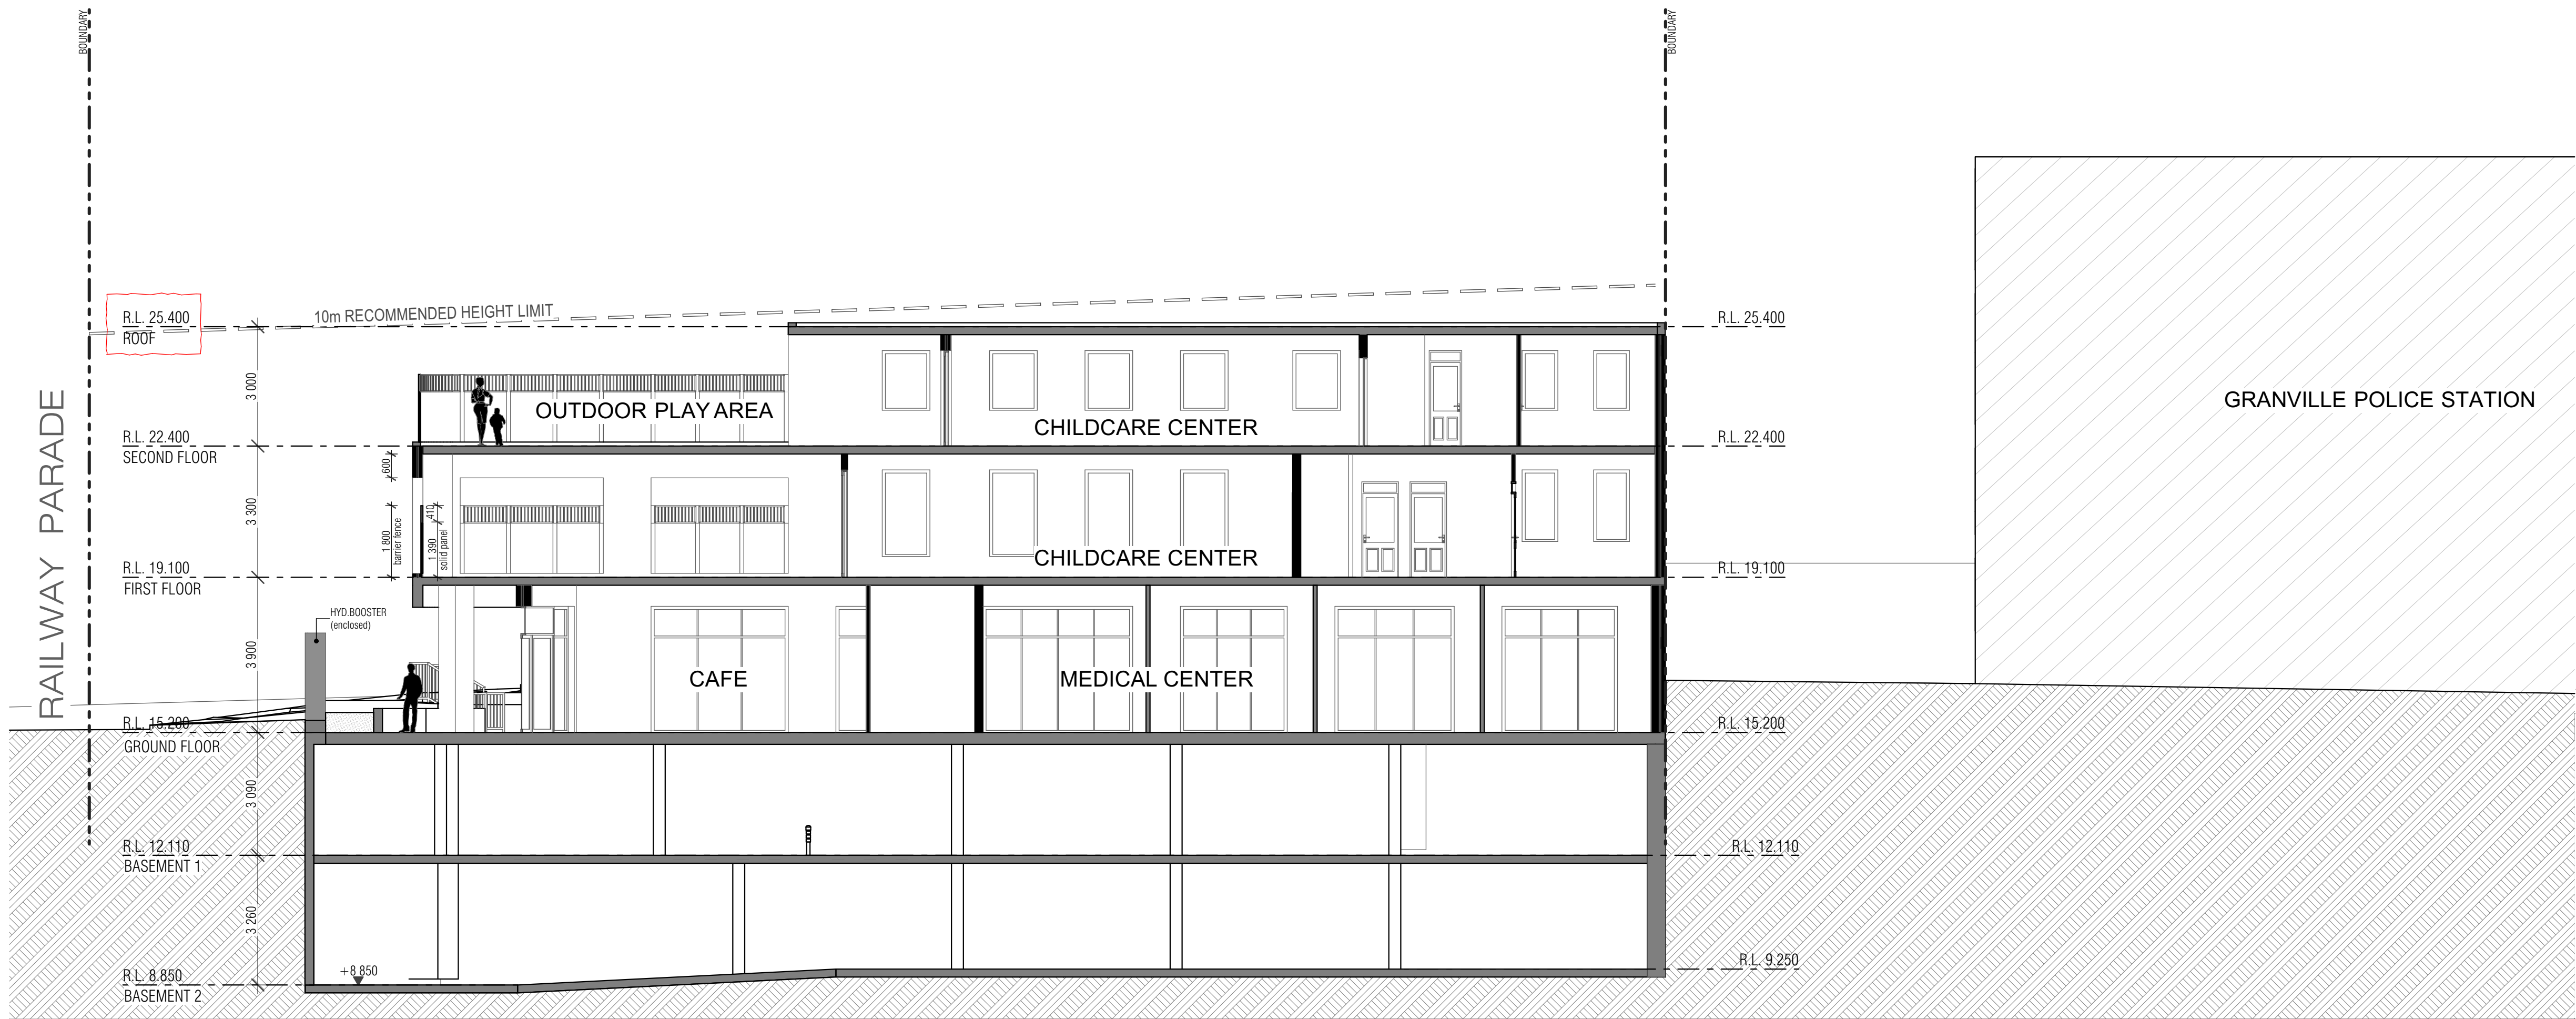 BOUNDARY
BOUNDARY
RAILWAY PARADE
R.L. 25.400
ROOF
10m RECOMMENDED HEIGHT LIMIT
R.L. 25.400
3 000
OUTDOOR PLAY AREA
CHILDCARE CENTER
GRANVILLE POLICE STATION
R.L. 22.400
SECOND FLOOR
R.L. 22.400
600
3 300
1 800
barrier fence
410
1 390
solid panel
CHILDCARE CENTER
R.L. 19.100
FIRST FLOOR
R.L. 19.100
HYD.BOOSTER
(enclosed)
3 900
CAFE
MEDICAL CENTER
R.L. 15.200
GROUND FLOOR
R.L. 15.200
3 090
R.L. 12.110
BASEMENT 1
R.L. 12.110
3 260
R.L. 8.850
BASEMENT 2
+8 850
R.L. 9.250